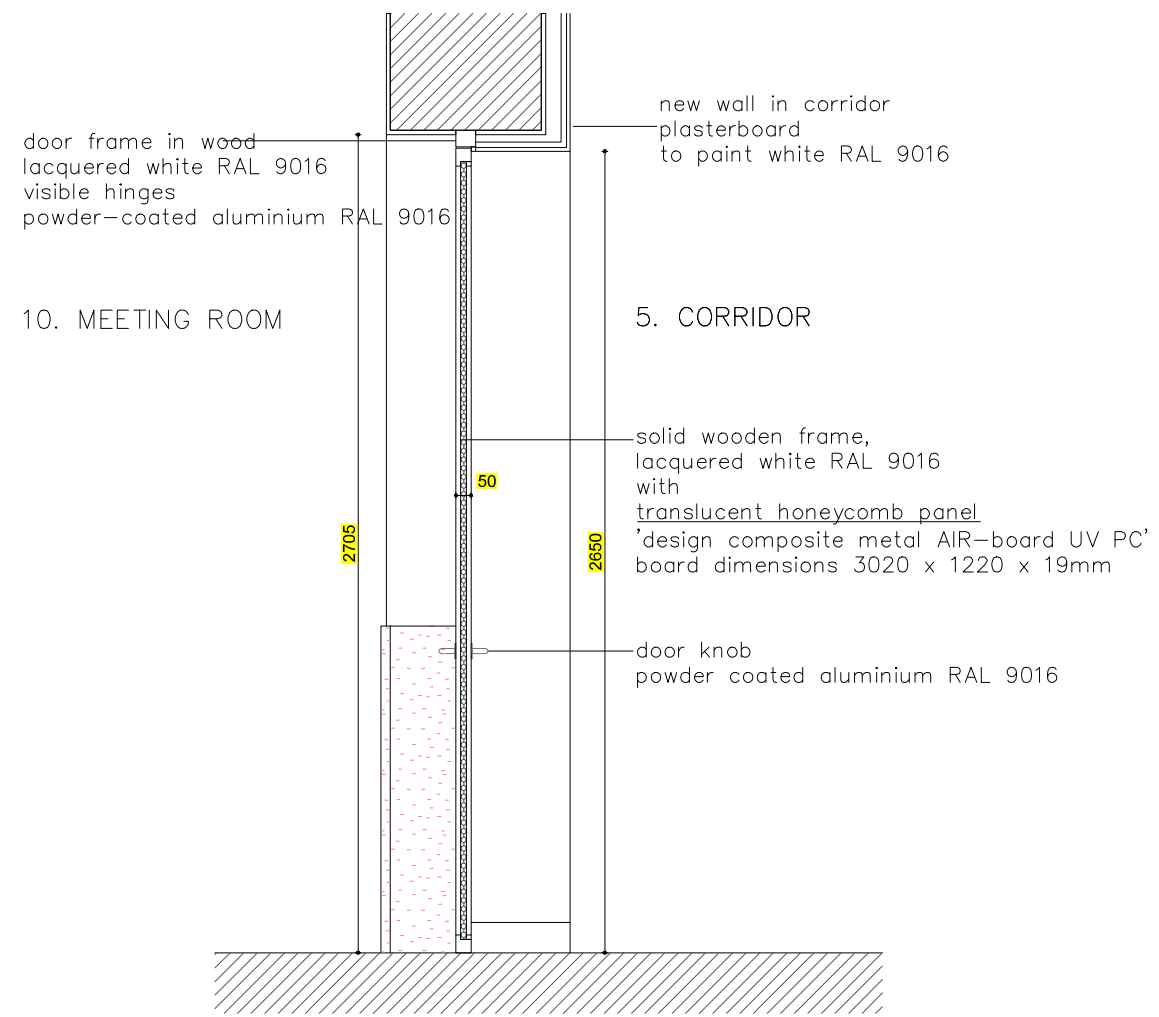 new wall in corridor
plasterboard
to paint white RAL 9016
door frame in wood
lacquered white RAL 9016
visible hinges
powder-coated aluminium RAL 9016
10. MEETING ROOM
5. CORRIDOR
solid wooden frame,
lacquered white RAL 9016
with
translucent honeycomb panel
'design composite metal AIR-board UV PC'
board dimensions 3020 x 1220 x 19mm
50
2705
2650
door knob
powder coated aluminium RAL 9016